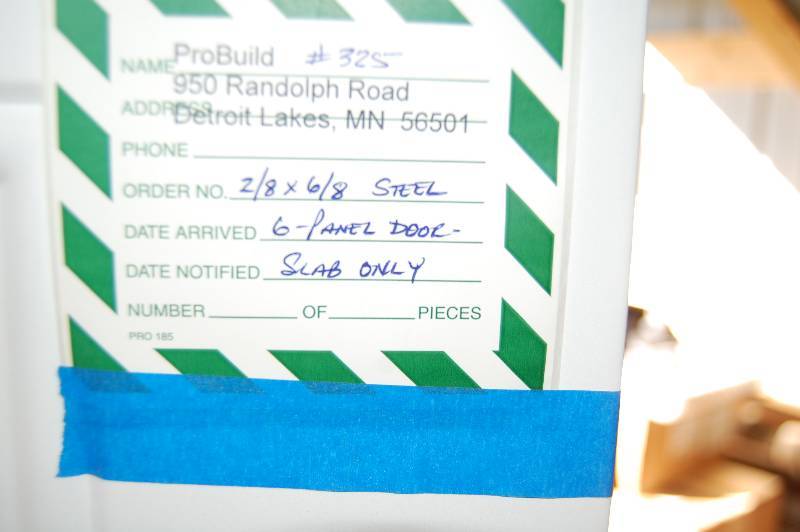 NAME ProBuild #325
950 Randolph Road
ADDRESS
Detroit Lakes, MN 56501
PHONE
ORDER NO. 2/8 x 6/8 STEEL
DATE ARRIVED 6-PANEL DOOR-
DATE NOTIFIED SLAB ONLY
NUMBER OF PIECES
PRO 185